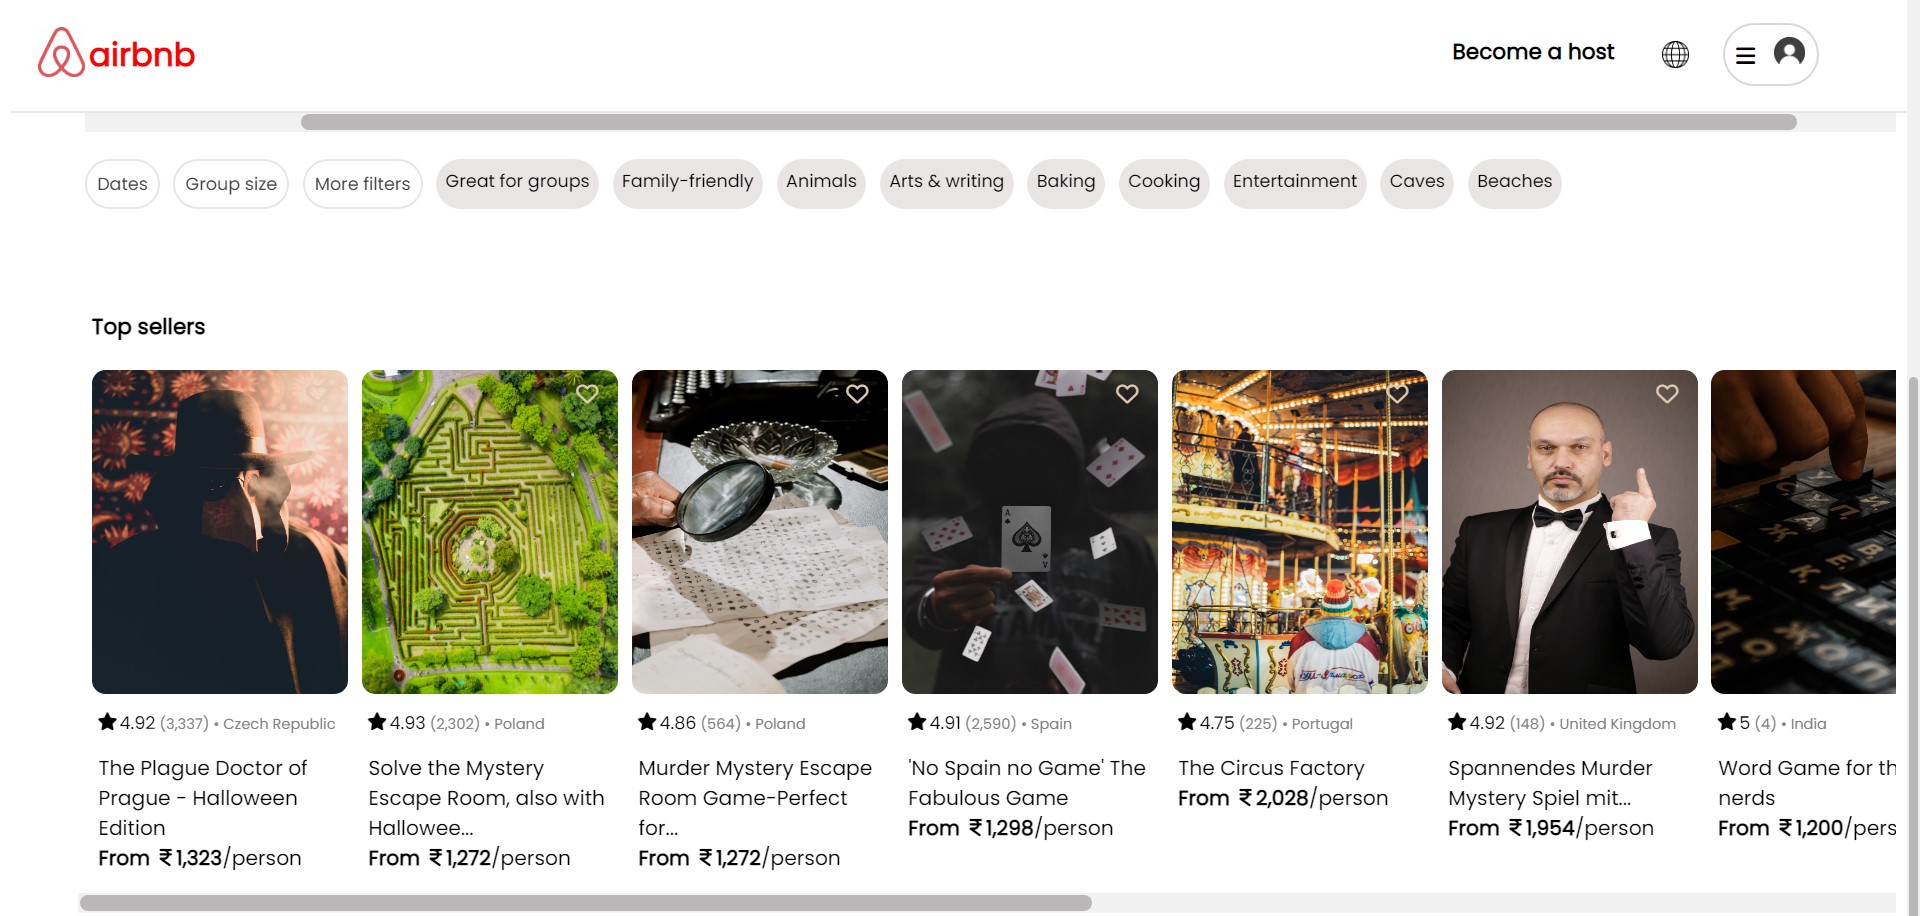 airbnb
Become a host
Dates
Group size
More filters
Great for groups
Family-friendly
Animals
Arts & writing
Baking
Cooking
Entertainment
Caves
Beaches
Top sellers
4.92 (3,337) • Czech Republic
The Plague Doctor of
Prague - Halloween
Edition
From ₹1,323/person
4.93 (2,302) • Poland
Solve the Mystery
Escape Room, also with
Hallowee...
From ₹1,272/person
4.86 (564) • Poland
Murder Mystery Escape
Room Game-Perfect
for...
From ₹1,272/person
4.91 (2,590) • Spain
'No Spain no Game' The
Fabulous Game
From ₹1,298/person
4.75 (225) • Portugal
The Circus Factory
From ₹2,028/person
4.92 (148) • United Kingdom
Spannendes Murder
Mystery Spiel mit...
From ₹1,954/person
5 (4) • India
Word Game for th
nerds
From ₹1,200/pers